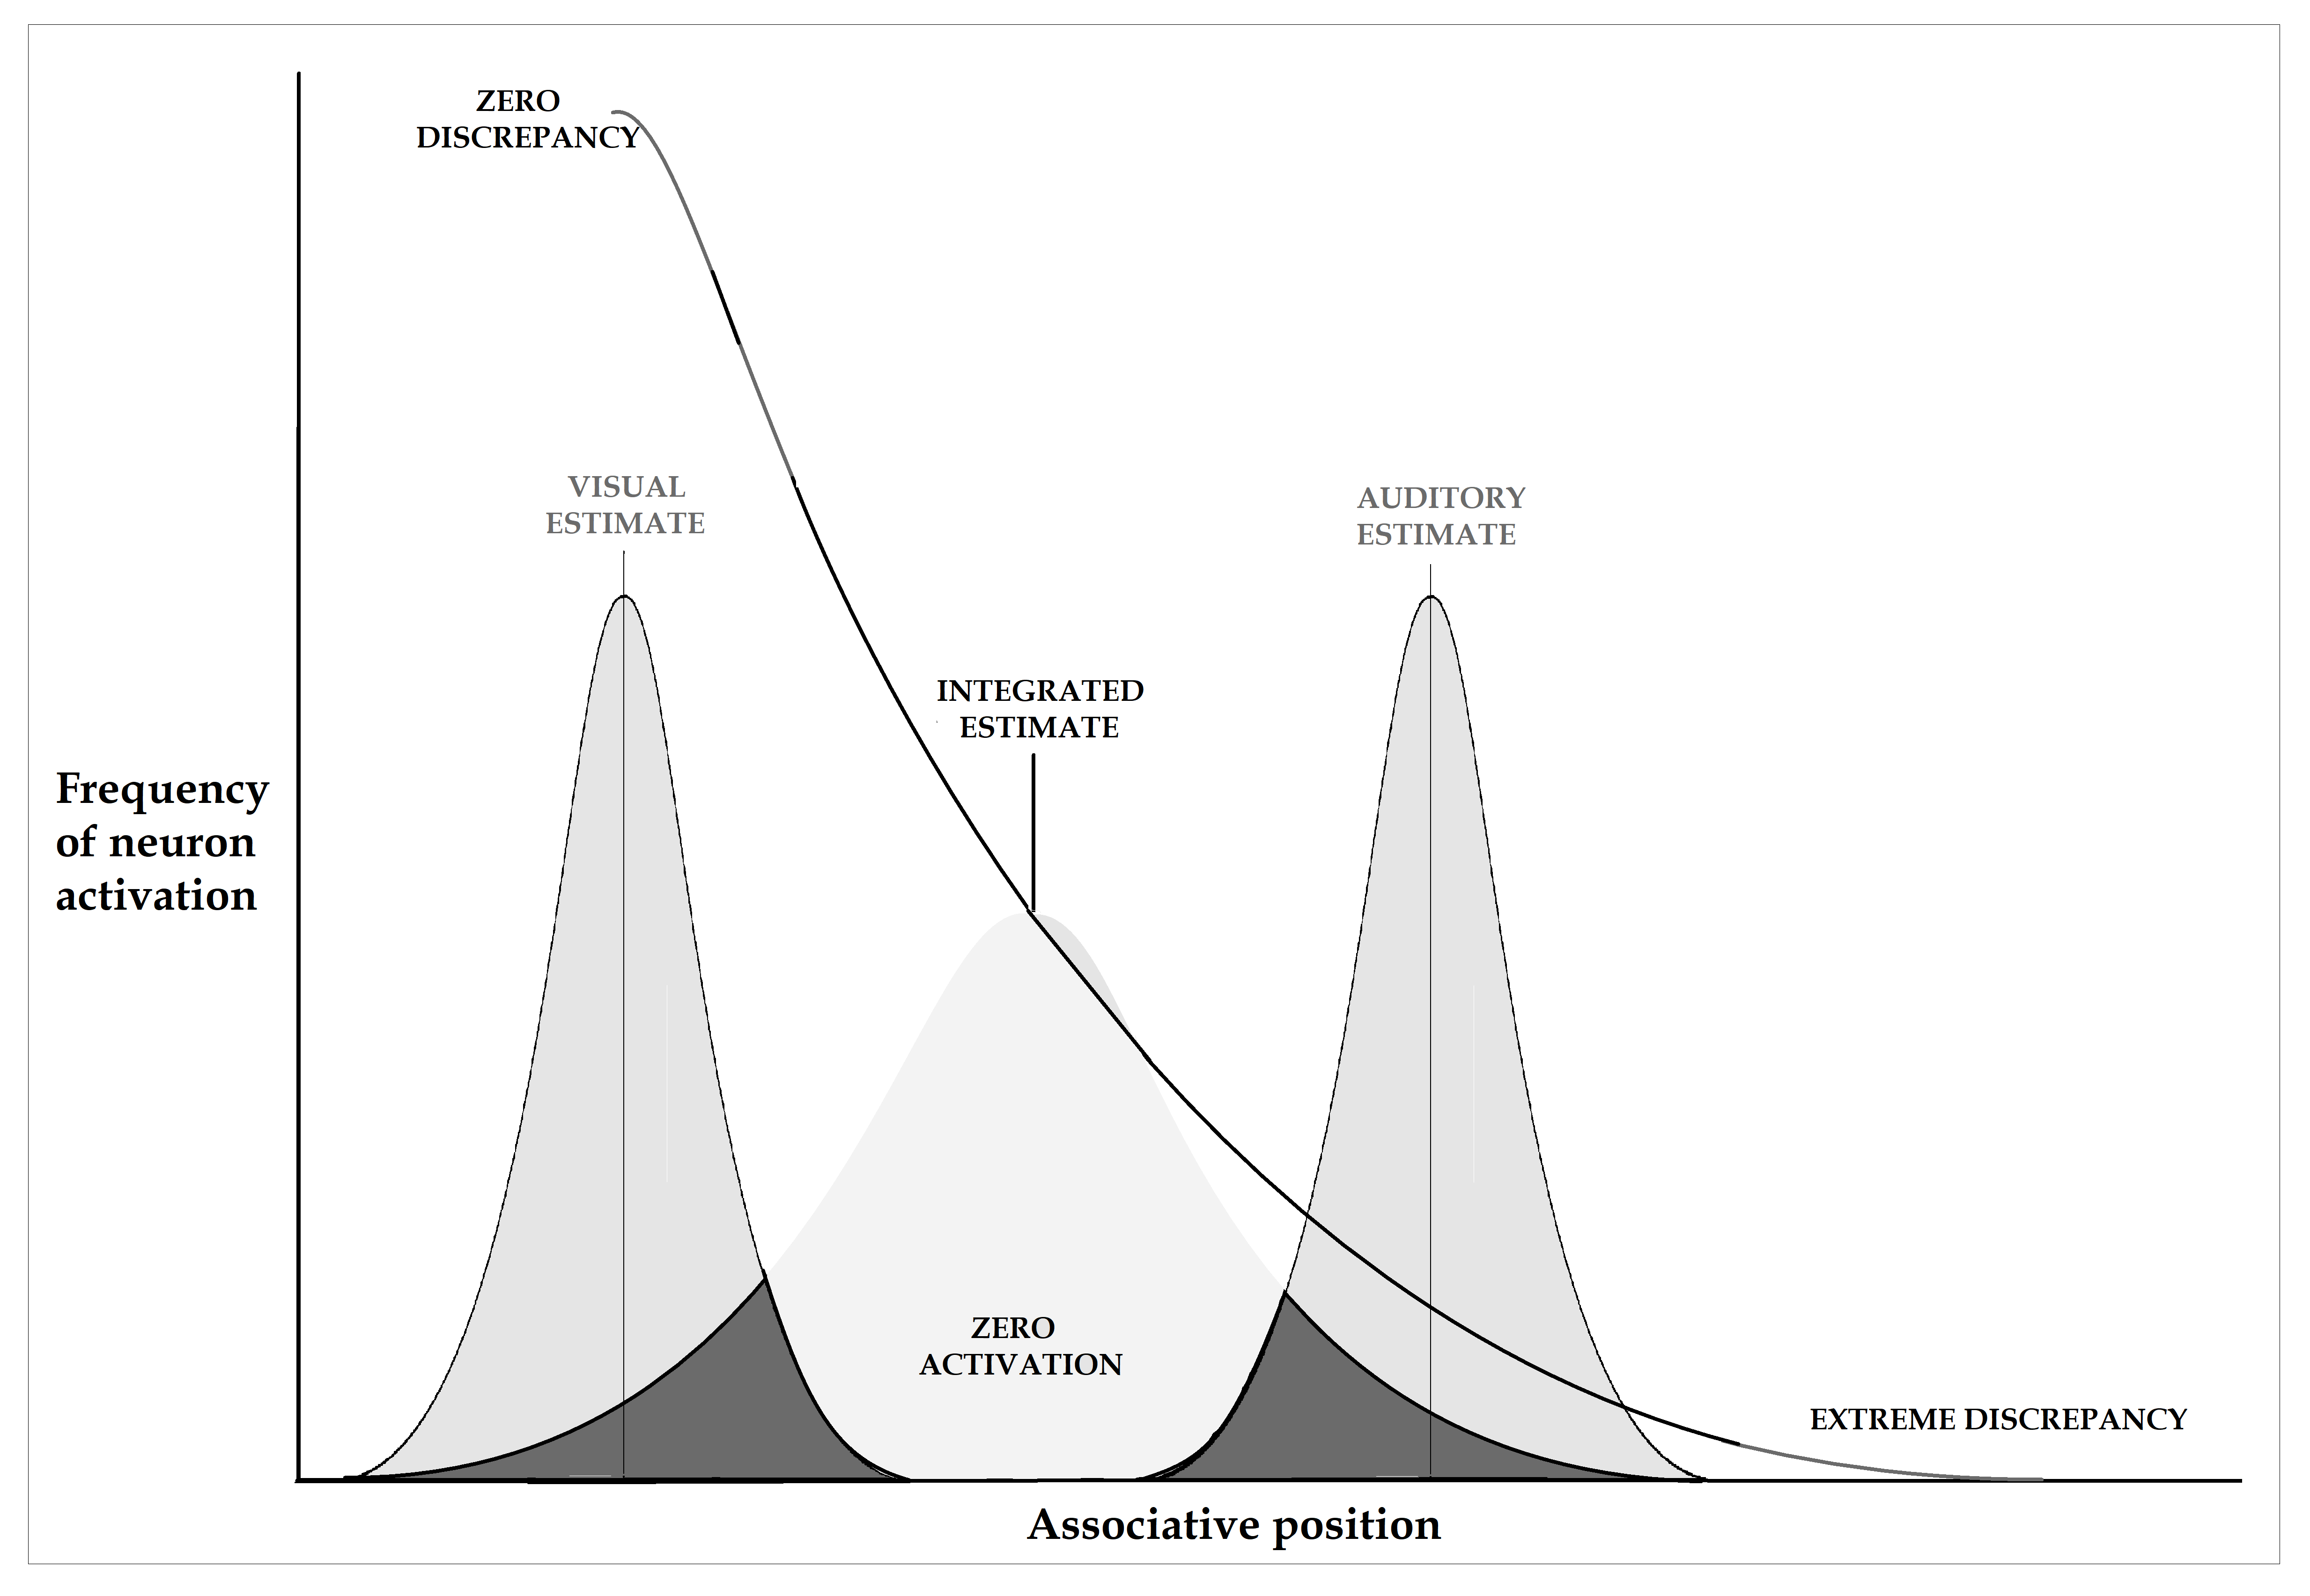 ZERO
DISCREPANCY
VISUAL
ESTIMATE
AUDITORY
ESTIMATE
INTEGRATED
ESTIMATE
Frequency
of neuron
activation
ZERO
ACTIVATION
EXTREME DISCREPANCY
Associative position